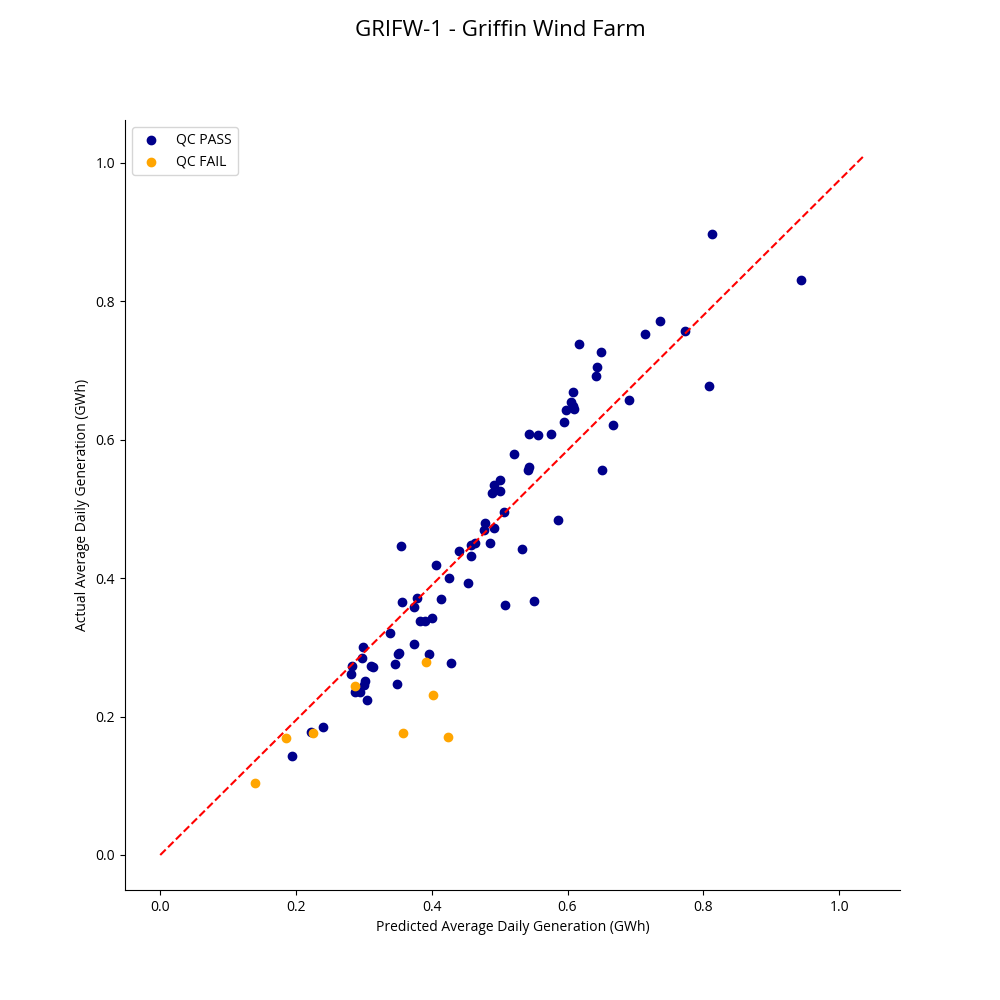 GRIFW-1 - Griffin Wind Farm
QC PASS
QC FAIL
1.0
0.8
0.6
0.4
0.2
0.0
Actual Average Daily Generation (GWh)
0.0 0.2 0.4 0.6 0.8 1.0
Predicted Average Daily Generation (GWh)